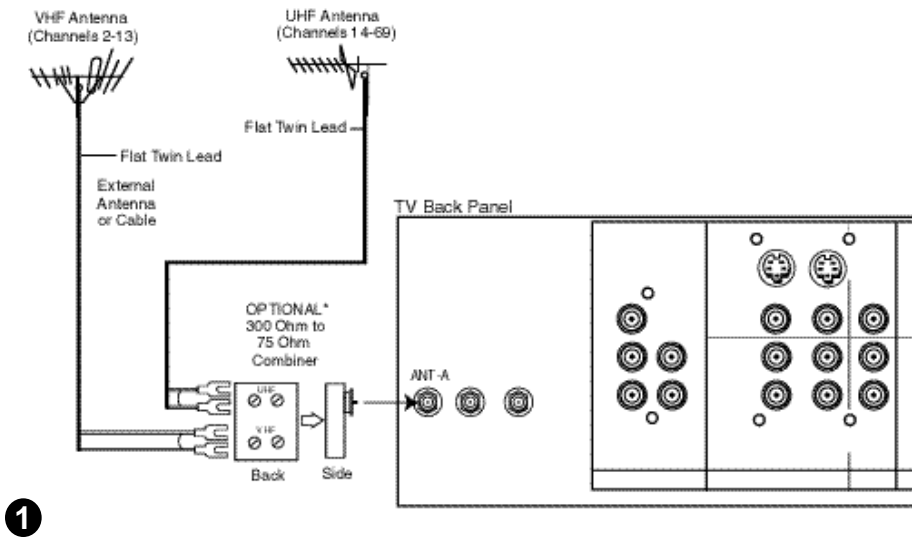 VHF Antenna
(Channels 2-13)
UHF Antenna
(Channels 14-69)
Flat Twin Lead
Flat Twin Lead
External
Antenna
or Cable
TV Back Panel
OPTIONAL*
300 Ohm to
75 Ohm
Combiner
ANT-A
UHF
VHF
Back
Side
1